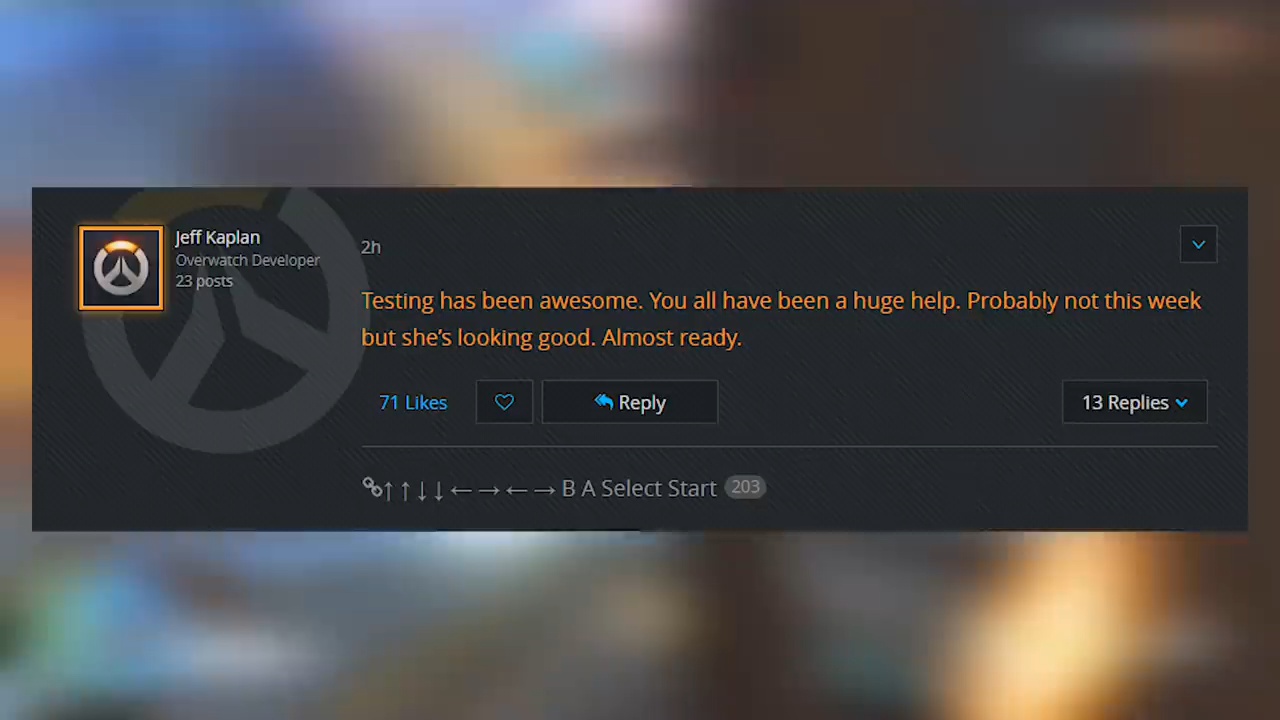 Jeff Kaplan
Overwatch Developer
23 posts
2h
Testing has been awesome. You all have been a huge help. Probably not this week
but she’s looking good. Almost ready.
71 Likes
Reply
13 Replies
↑ ↑ ↓ ↓ ← → ← → B A Select Start 203